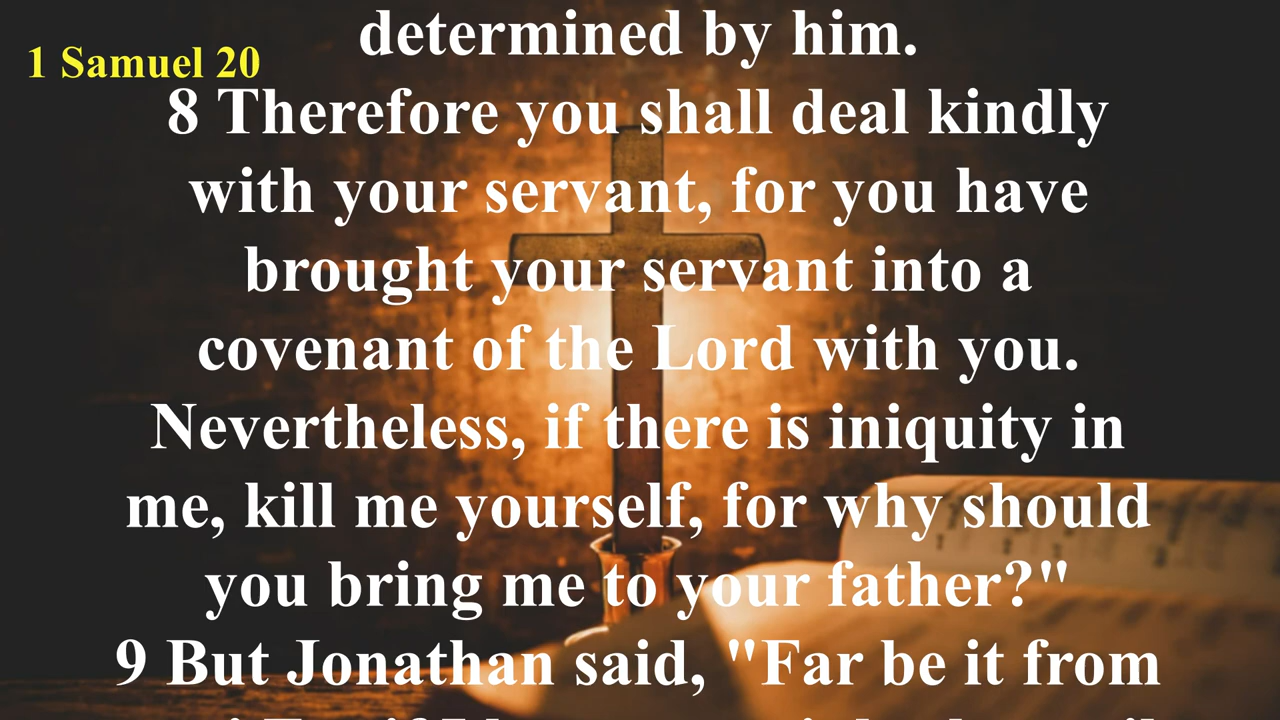 determined by him.
1 Samuel 20
8 Therefore you shall deal kindly
with your servant, for you have
brought your servant into a
covenant of the Lord with you.
Nevertheless, if there is iniquity in
me, kill me yourself, for why should
you bring me to your father?"
9 But Jonathan said, "Far be it from